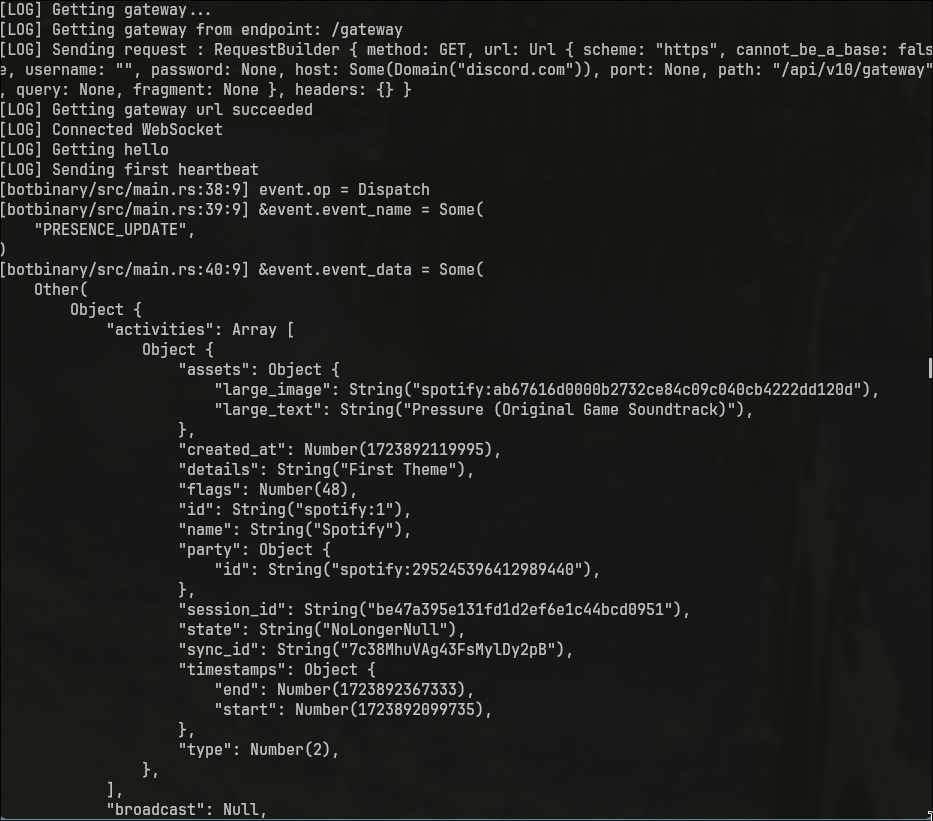 [LOG] Getting gateway...
[LOG] Getting gateway from endpoint: /gateway
[LOG] Sending request : RequestBuilder { method: GET, url: Url { scheme: "https", cannot_be_a_base: fals
e, username: "", password: None, host: Some(Domain("discord.com")), port: None, path: "/api/v10/gateway"
, query: None, fragment: None }, headers: {} }
[LOG] Getting gateway url succeeded
[LOG] Connected WebSocket
[LOG] Getting hello
[LOG] Sending first heartbeat
[botbinary/src/main.rs:38:9] event.op = Dispatch
[botbinary/src/main.rs:39:9] &event.event_name = Some(
    "PRESENCE_UPDATE",
)
[botbinary/src/main.rs:40:9] &event.event_data = Some(
    Other(
        Object {
            "activities": Array [
                Object {
                    "assets": Object {
                        "large_image": String("spotify:ab67616d0000b2732ce84c09c040cb4222dd120d"),
                        "large_text": String("Pressure (Original Game Soundtrack)"),
                    },
                    "created_at": Number(1723892119995),
                    "details": String("First Theme"),
                    "flags": Number(48),
                    "id": String("spotify:1"),
                    "name": String("Spotify"),
                    "party": Object {
                        "id": String("spotify:295245396412989440"),
                    },
                    "session_id": String("be47a395e131fd1d2ef6e1c44bcd0951"),
                    "state": String("NoLongerNull"),
                    "sync_id": String("7c38MhuVAg43FsMylDy2pB"),
                    "timestamps": Object {
                        "end": Number(1723892367333),
                        "start": Number(1723892099735),
                    },
                    "type": Number(2),
                },
            ],
            "broadcast": Null,